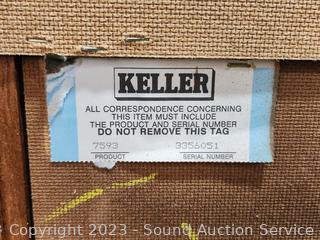 KELLER
ALL CORRESPONDENCE CONCERNING
THIS ITEM MUST INCLUDE
THE PRODUCT AND SERIAL NUMBER
DO NOT REMOVE THIS TAG
7593 3356051
PRODUCT SERIAL NUMBER
Copyright 2023 - Sound Auction Service